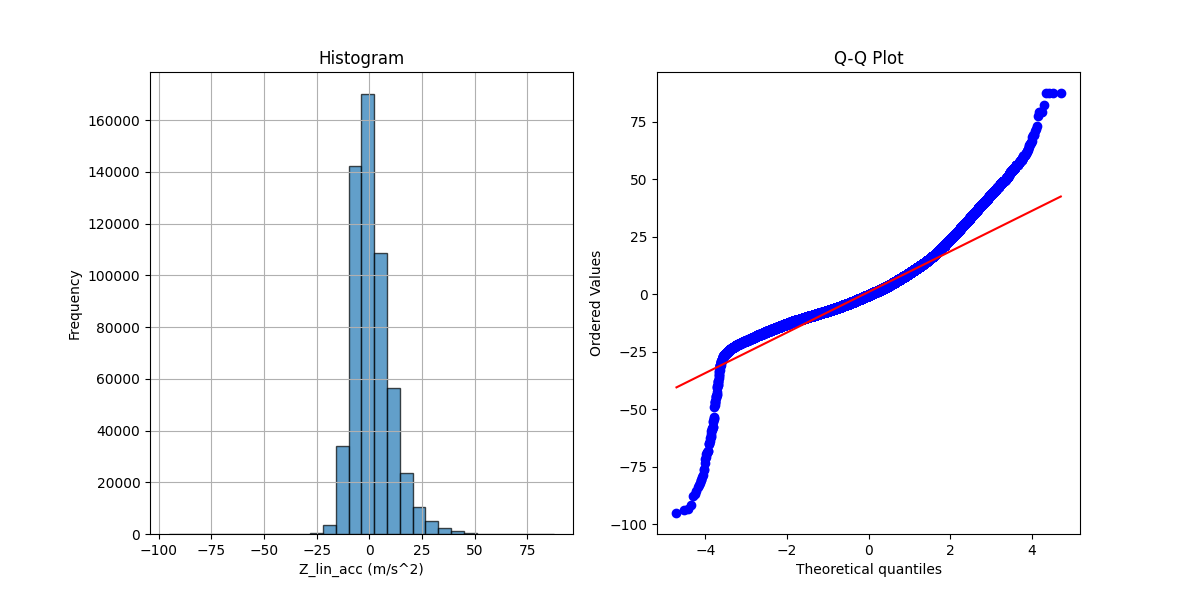 Histogram
Frequency
160000
140000
120000
100000
80000
60000
40000
20000
0
−100 −75 −50 −25 0 25 50 75
Z_lin_acc (m/s^2)
Q-Q Plot
Ordered Values
75
50
25
0
−25
−50
−75
−100
−4 −2 0 2 4
Theoretical quantiles